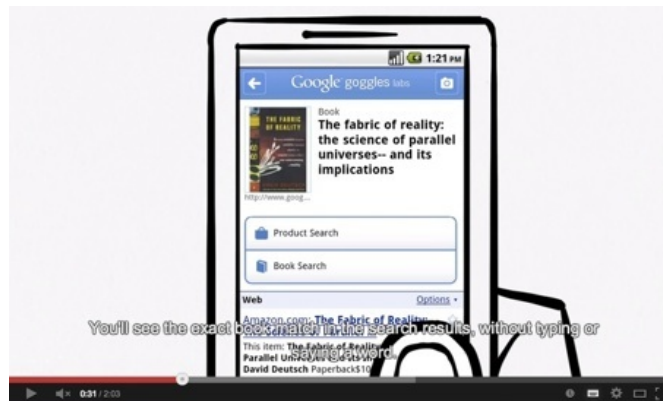 1:21 PM
Google goggles labs
THE FABRIC
OF REALITY
Book
The fabric of reality:
the science of parallel
universes-- and its
implications
http://www.goog...
Product Search
Book Search
Web
Options
Amazon.com: The Fabric of Reality:
This item: The Fabric of Reality:
Parallel Universes
David Deutsch Paperback $10
You'll see the exact book match in the search results, without typing or
saying a word.
0:31 / 2:03